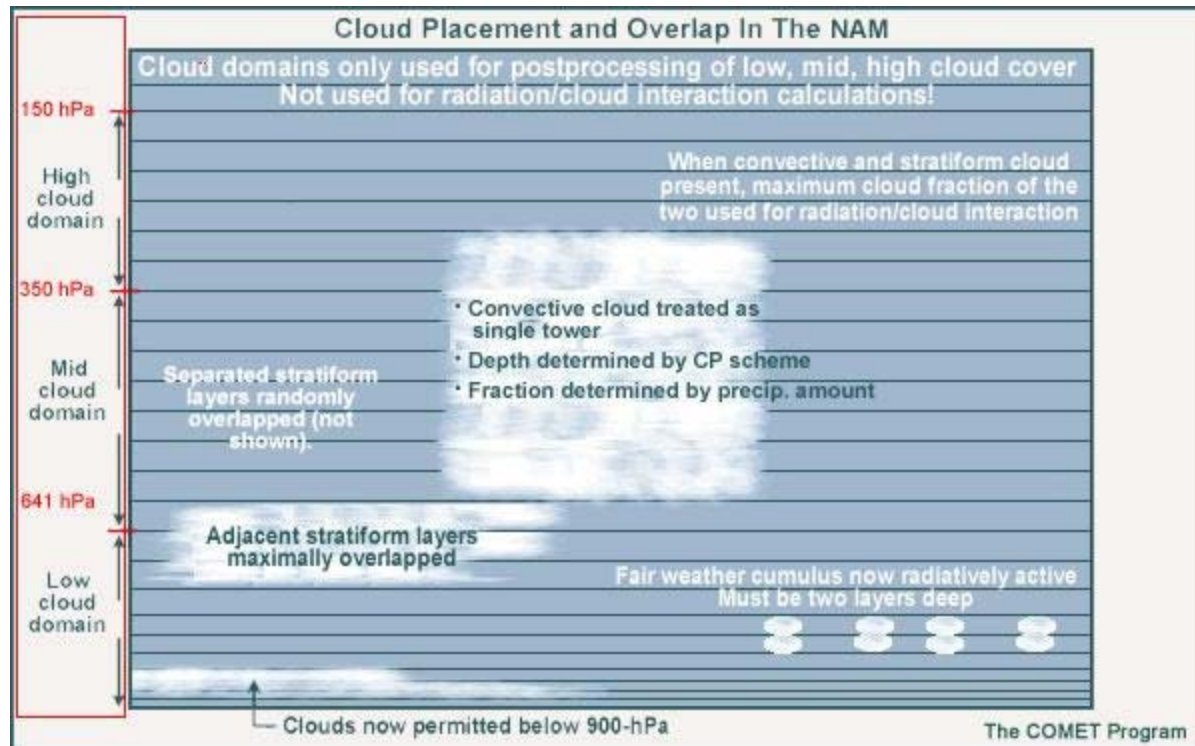 Cloud Placement and Overlap In The NAM
Cloud domains only used for postprocessing of low, mid, high cloud cover
Not used for radiation/cloud interaction calculations!
150 hPa
High
cloud
domain
When convective and stratiform cloud
present, maximum cloud fraction of the
two used for radiation/cloud interaction
350 hPa
• Convective cloud treated as
single tower
• Depth determined by CP scheme
• Fraction determined by precip. amount
Mid
cloud
domain
Separated stratiform
layers randomly
overlapped (not
shown).
641 hPa
Adjacent stratiform layers
maximally overlapped
Low
cloud
domain
Fair weather cumulus now radiatively active
Must be two layers deep
Clouds now permitted below 900-hPa
The COMET Program